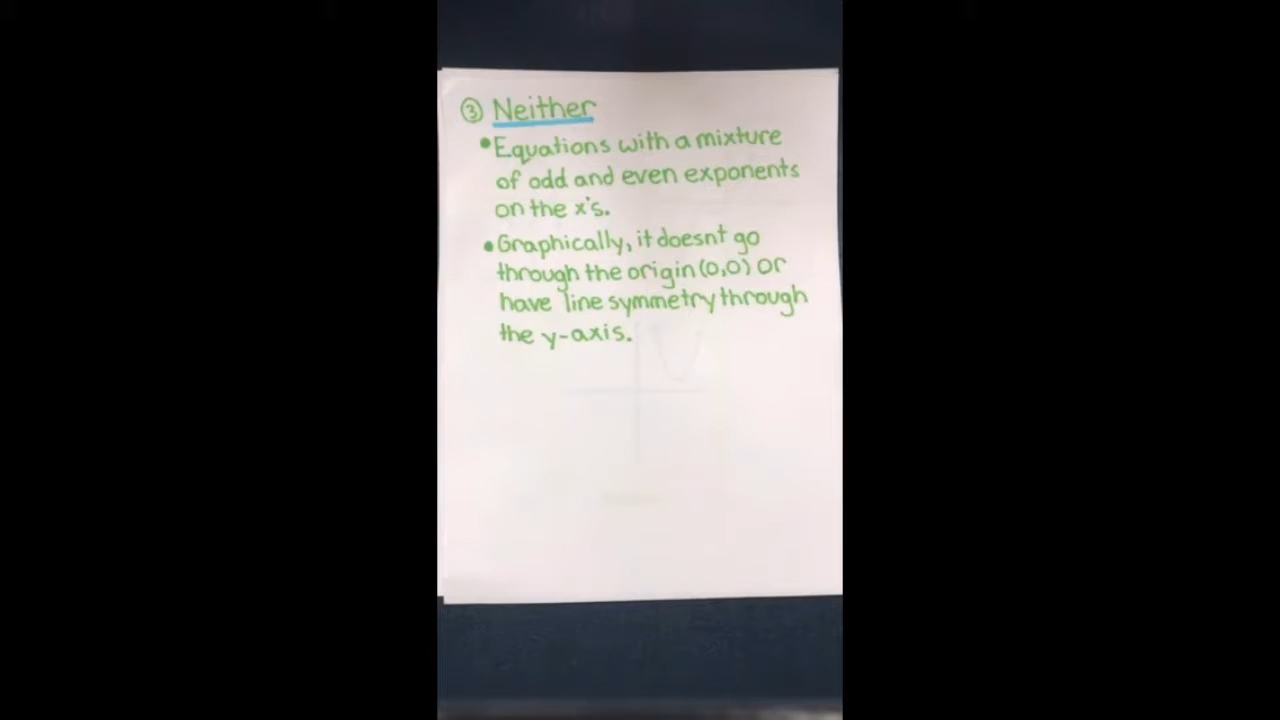 ③ Neither
•Equations with a mixture
of odd and even exponents
on the x's.
•Graphically, it doesnt go
through the origin (0,0) or
have line symmetry through
the y-axis.